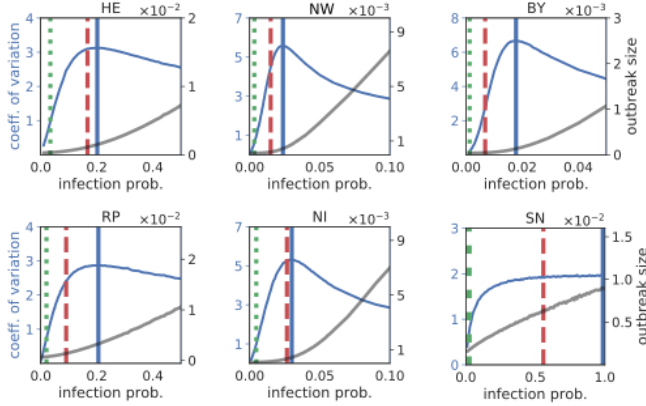 HE ×10⁻² NW ×10⁻³ BY ×10⁻³
4 2 7 8 8 3
3 5 6 2
2 1 5 4
1 3 1 2 1
0 0
0.0 0.2 0.4 0.00 0.05 0.10 0.00 0.02 0.04
coeff. of variation outbreak size
infection prob. infection prob. infection prob.
RP ×10⁻² NI ×10⁻³ SN ×10⁻²
4 2 7 9 3 1.5
3 5 6 2 1.0
2 1 3 1 0.5
1 0 1 1 0
0.0 0.2 0.4 0.00 0.05 0.10 0.0 0.5 1.0
coeff. of variation outbreak size
infection prob. infection prob. infection prob.